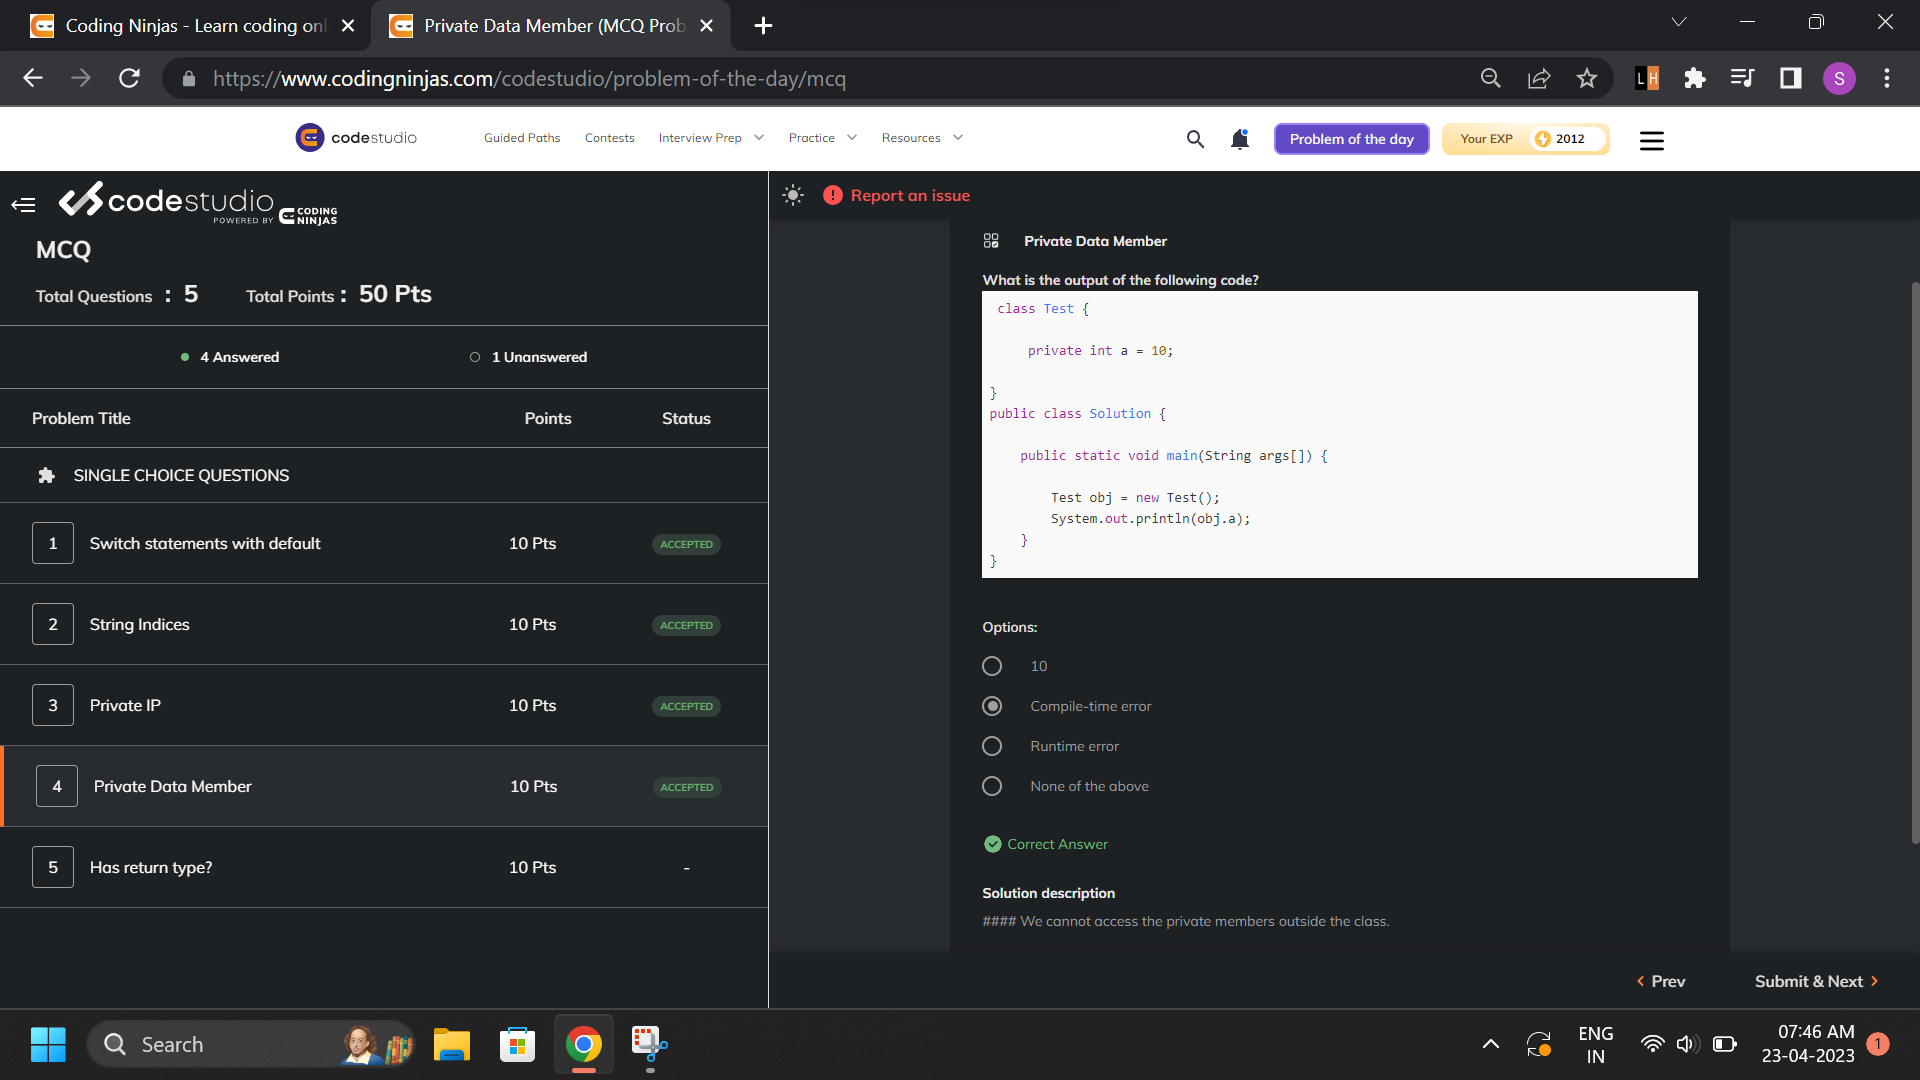 Coding Ninjas - Learn coding onl
Private Data Member (MCQ Prob
https://www.codingninjas.com/codestudio/problem-of-the-day/mcq
L H
S
codestudio
Guided Paths
Contests
Interview Prep
Practice
Resources
Problem of the day
Your EXP
2012
codestudio
POWERED BY CODING NINJAS
MCQ
Total Questions : 5
Total Points : 50 Pts
4 Answered
1 Unanswered
Problem Title
Points
Status
SINGLE CHOICE QUESTIONS
1 Switch statements with default 10 Pts ACCEPTED
2 String Indices 10 Pts ACCEPTED
3 Private IP 10 Pts ACCEPTED
4 Private Data Member 10 Pts ACCEPTED
5 Has return type? 10 Pts -
Report an issue
Private Data Member
What is the output of the following code?
class Test {
private int a = 10;
}
public class Solution {
public static void main(String args[]) {
Test obj = new Test();
System.out.println(obj.a);
}
}
Options:
10
Compile-time error
Runtime error
None of the above
Correct Answer
Solution description
#### We cannot access the private members outside the class.
Prev
Submit & Next
Search
ENG
IN
07:46 AM
23-04-2023
1